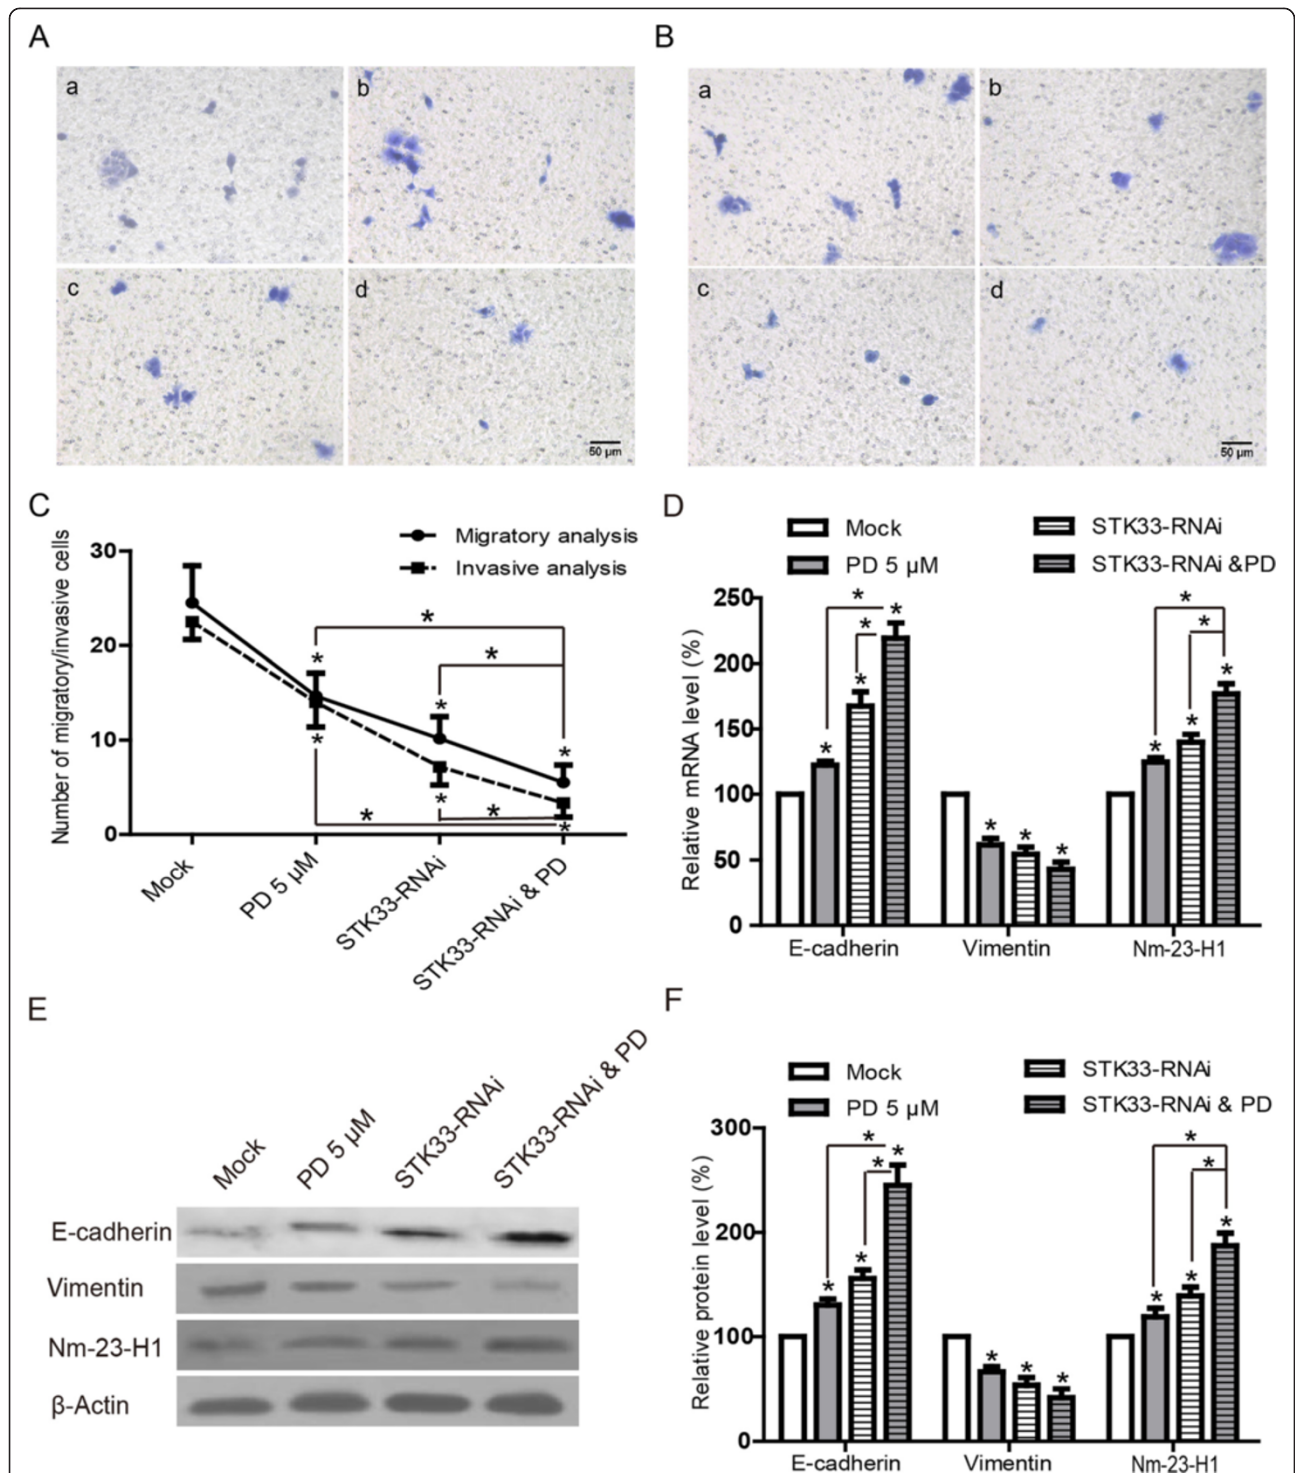 A
B
a
b
a
b
c
d
50 μm
c
d
50 μm
C
Migratory analysis
Invasive analysis
Number of migratory/invasive cells
30
20
10
0
* * * * * * * * * *
Mock
PD 5 μM
STK33-RNAi
STK33-RNAi & PD
D
Mock
STK33-RNAi
PD 5 μM
STK33-RNAi &PD
Relative mRNA level (%)
250
200
150
100
50
0
* * * * * * * * * * * * *
E-cadherin
Vimentin
Nm-23-H1
E
Mock
PD 5 μM
STK33-RNAi
STK33-RNAi & PD
E-cadherin
Vimentin
Nm-23-H1
β-Actin
F
Mock
STK33-RNAi
PD 5 μM
STK33-RNAi & PD
Relative protein level (%)
300
200
100
0
* * * * * * * * * * * * *
E-cadherin
Vimentin
Nm-23-H1